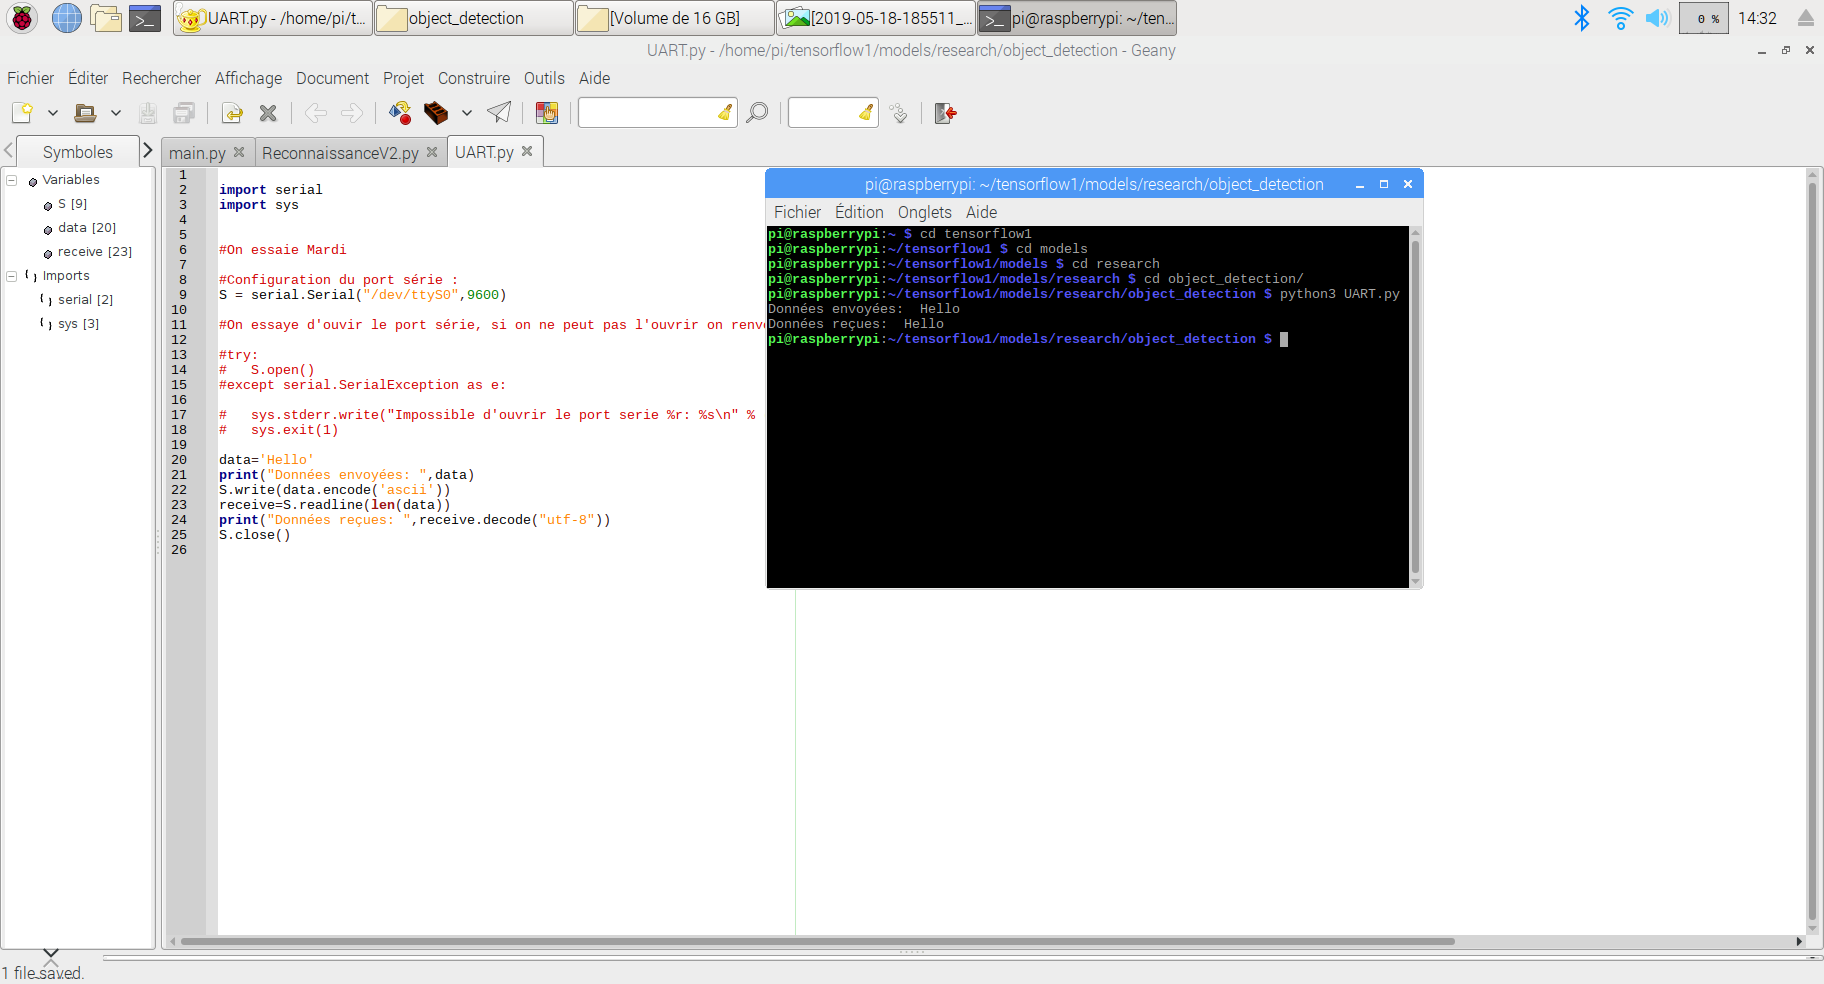 UART.py - /home/pi/t...
object_detection
[Volume de 16 GB]
[2019-05-18-185511_...
pi@raspberrypi: ~/ten...
0 %
14:32
UART.py - /home/pi/tensorflow1/models/research/object_detection - Geany
Fichier Éditer Rechercher Affichage Document Projet Construire Outils Aide
Symboles
main.py
ReconnaissanceV2.py
UART.py
Variables
S [9]
data [20]
receive [23]
Imports
serial [2]
sys [3]
1
2 import serial
3 import sys
4
5
6 #On essaie Mardi
7
8 #Configuration du port série :
9 S = serial.Serial("/dev/ttyS0",9600)
10
11 #On essaye d'ouvir le port série, si on ne peut pas l'ouvrir on renv
12
13 #try:
14 #   S.open()
15 #except serial.SerialException as e:
16
17 #   sys.stderr.write("Impossible d'ouvrir le port serie %r: %s\n" %
18 #   sys.exit(1)
19
20 data='Hello'
21 print("Données envoyées: ",data)
22 S.write(data.encode('ascii'))
23 receive=S.readline(len(data))
24 print("Données reçues: ",receive.decode("utf-8"))
25 S.close()
26
pi@raspberrypi: ~/tensorflow1/models/research/object_detection
Fichier Édition Onglets Aide
pi@raspberrypi:~ $ cd tensorflow1
pi@raspberrypi:~/tensorflow1 $ cd models
pi@raspberrypi:~/tensorflow1/models $ cd research
pi@raspberrypi:~/tensorflow1/models/research $ cd object_detection/
pi@raspberrypi:~/tensorflow1/models/research/object_detection $ python3 UART.py
Données envoyées:  Hello
Données reçues:  Hello
pi@raspberrypi:~/tensorflow1/models/research/object_detection $
1 file saved.